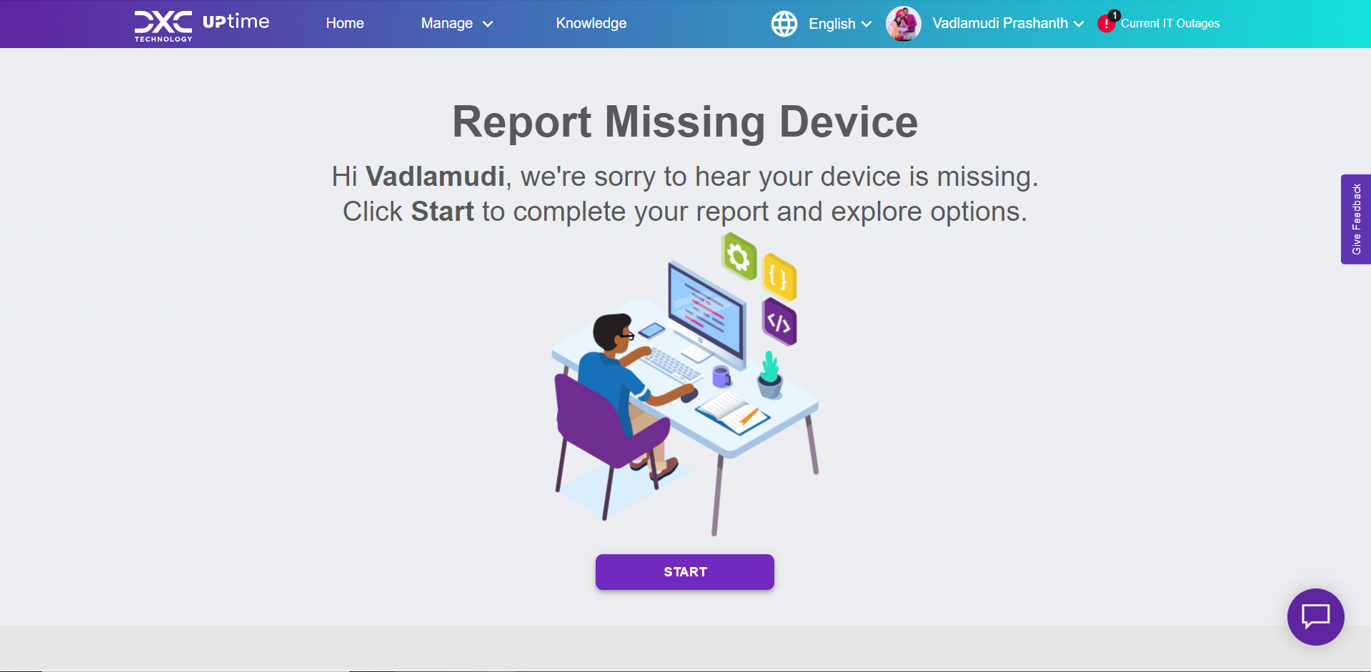 DXC
TECHNOLOGY
UPtime
Home
Manage
Knowledge
English
Vadlamudi Prashanth
!
1
Current IT Outages
Report Missing Device
Hi Vadlamudi, we're sorry to hear your device is missing.
Click Start to complete your report and explore options.
{ }
</>
START
Give Feedback